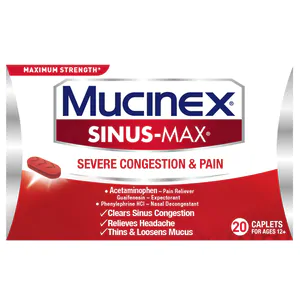 MAXIMUM STRENGTH*
Mucinex®
SINUS-MAX®
SEVERE CONGESTION & PAIN
• Acetaminophen – Pain Reliever
Guaifenesin – Expectorant
• Phenylephrine HCl – Nasal Decongestant
✓Clears Sinus Congestion
✓Relieves Headache
✓Thins & Loosens Mucus
20 CAPLETS
FOR AGES 12+